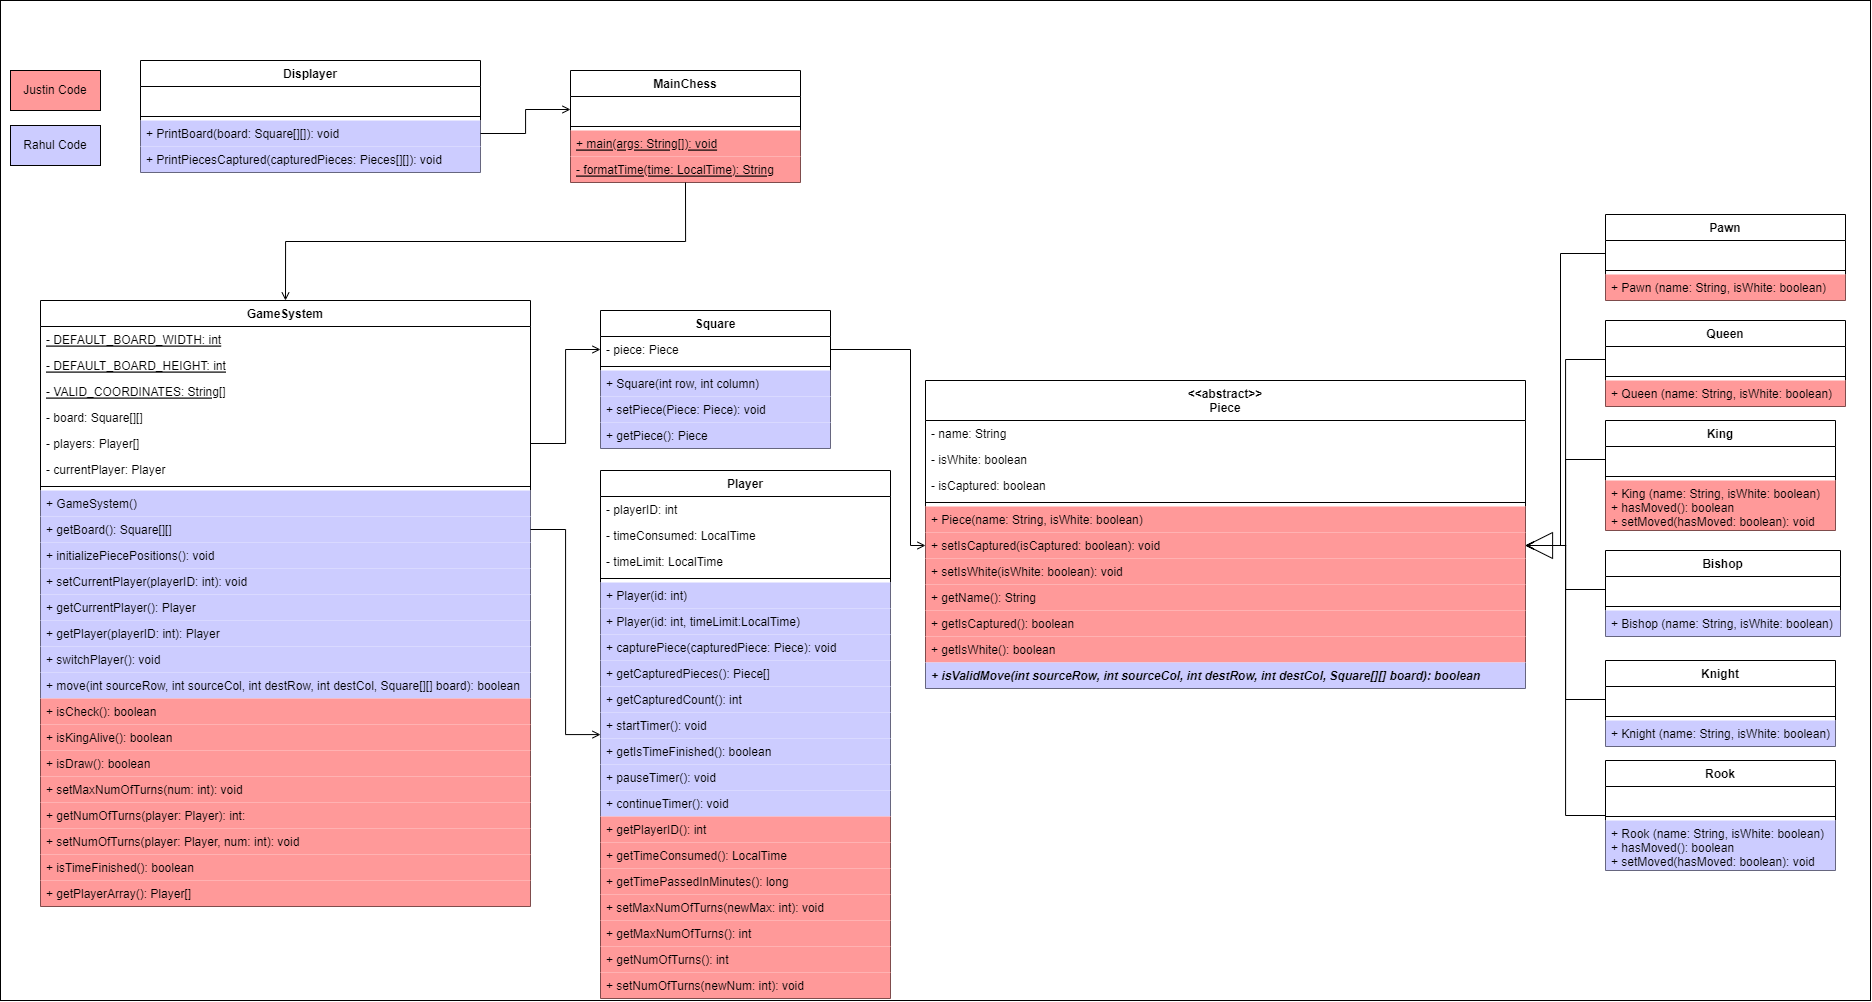 Justin Code
Rahul Code
Displayer
+ PrintBoard(board: Square[][]): void
+ PrintPiecesCaptured(capturedPieces: Pieces[][]): void
MainChess
+ main(args: String[]): void
- formatTime(time: LocalTime): String
GameSystem
- DEFAULT_BOARD_WIDTH: int
- DEFAULT_BOARD_HEIGHT: int
- VALID_COORDINATES: String[]
- board: Square[][]
- players: Player[]
- currentPlayer: Player
+ GameSystem()
+ getBoard(): Square[][]
+ initializePiecePositions(): void
+ setCurrentPlayer(playerID: int): void
+ getCurrentPlayer(): Player
+ getPlayer(playerID: int): Player
+ switchPlayer(): void
+ move(int sourceRow, int sourceCol, int destRow, int destCol, Square[][] board): boolean
+ isCheck(): boolean
+ isKingAlive(): boolean
+ isDraw(): boolean
+ setMaxNumOfTurns(num: int): void
+ getNumOfTurns(player: Player): int:
+ setNumOfTurns(player: Player, num: int): void
+ isTimeFinished(): boolean
+ getPlayerArray(): Player[]
Square
- piece: Piece
+ Square(int row, int column)
+ setPiece(Piece: Piece): void
+ getPiece(): Piece
Player
- playerID: int
- timeConsumed: LocalTime
- timeLimit: LocalTime
+ Player(id: int)
+ Player(id: int, timeLimit:LocalTime)
+ capturePiece(capturedPiece: Piece): void
+ getCapturedPieces(): Piece[]
+ getCapturedCount(): int
+ startTimer(): void
+ getIsTimeFinished(): boolean
+ pauseTimer(): void
+ continueTimer(): void
+ getPlayerID(): int
+ getTimeConsumed(): LocalTime
+ getTimePassedInMinutes(): long
+ setMaxNumOfTurns(newMax: int): void
+ getMaxNumOfTurns(): int
+ getNumOfTurns(): int
+ setNumOfTurns(newNum: int): void
<<abstract>>
Piece
- name: String
- isWhite: boolean
- isCaptured: boolean
+ Piece(name: String, isWhite: boolean)
+ setIsCaptured(isCaptured: boolean): void
+ setIsWhite(isWhite: boolean): void
+ getName(): String
+ getIsCaptured(): boolean
+ getIsWhite(): boolean
+ isValidMove(int sourceRow, int sourceCol, int destRow, int destCol, Square[][] board): boolean
Pawn
+ Pawn (name: String, isWhite: boolean)
Queen
+ Queen (name: String, isWhite: boolean)
King
+ King (name: String, isWhite: boolean)
+ hasMoved(): boolean
+ setMoved(hasMoved: boolean): void
Bishop
+ Bishop (name: String, isWhite: boolean)
Knight
+ Knight (name: String, isWhite: boolean)
Rook
+ Rook (name: String, isWhite: boolean)
+ hasMoved(): boolean
+ setMoved(hasMoved: boolean): void